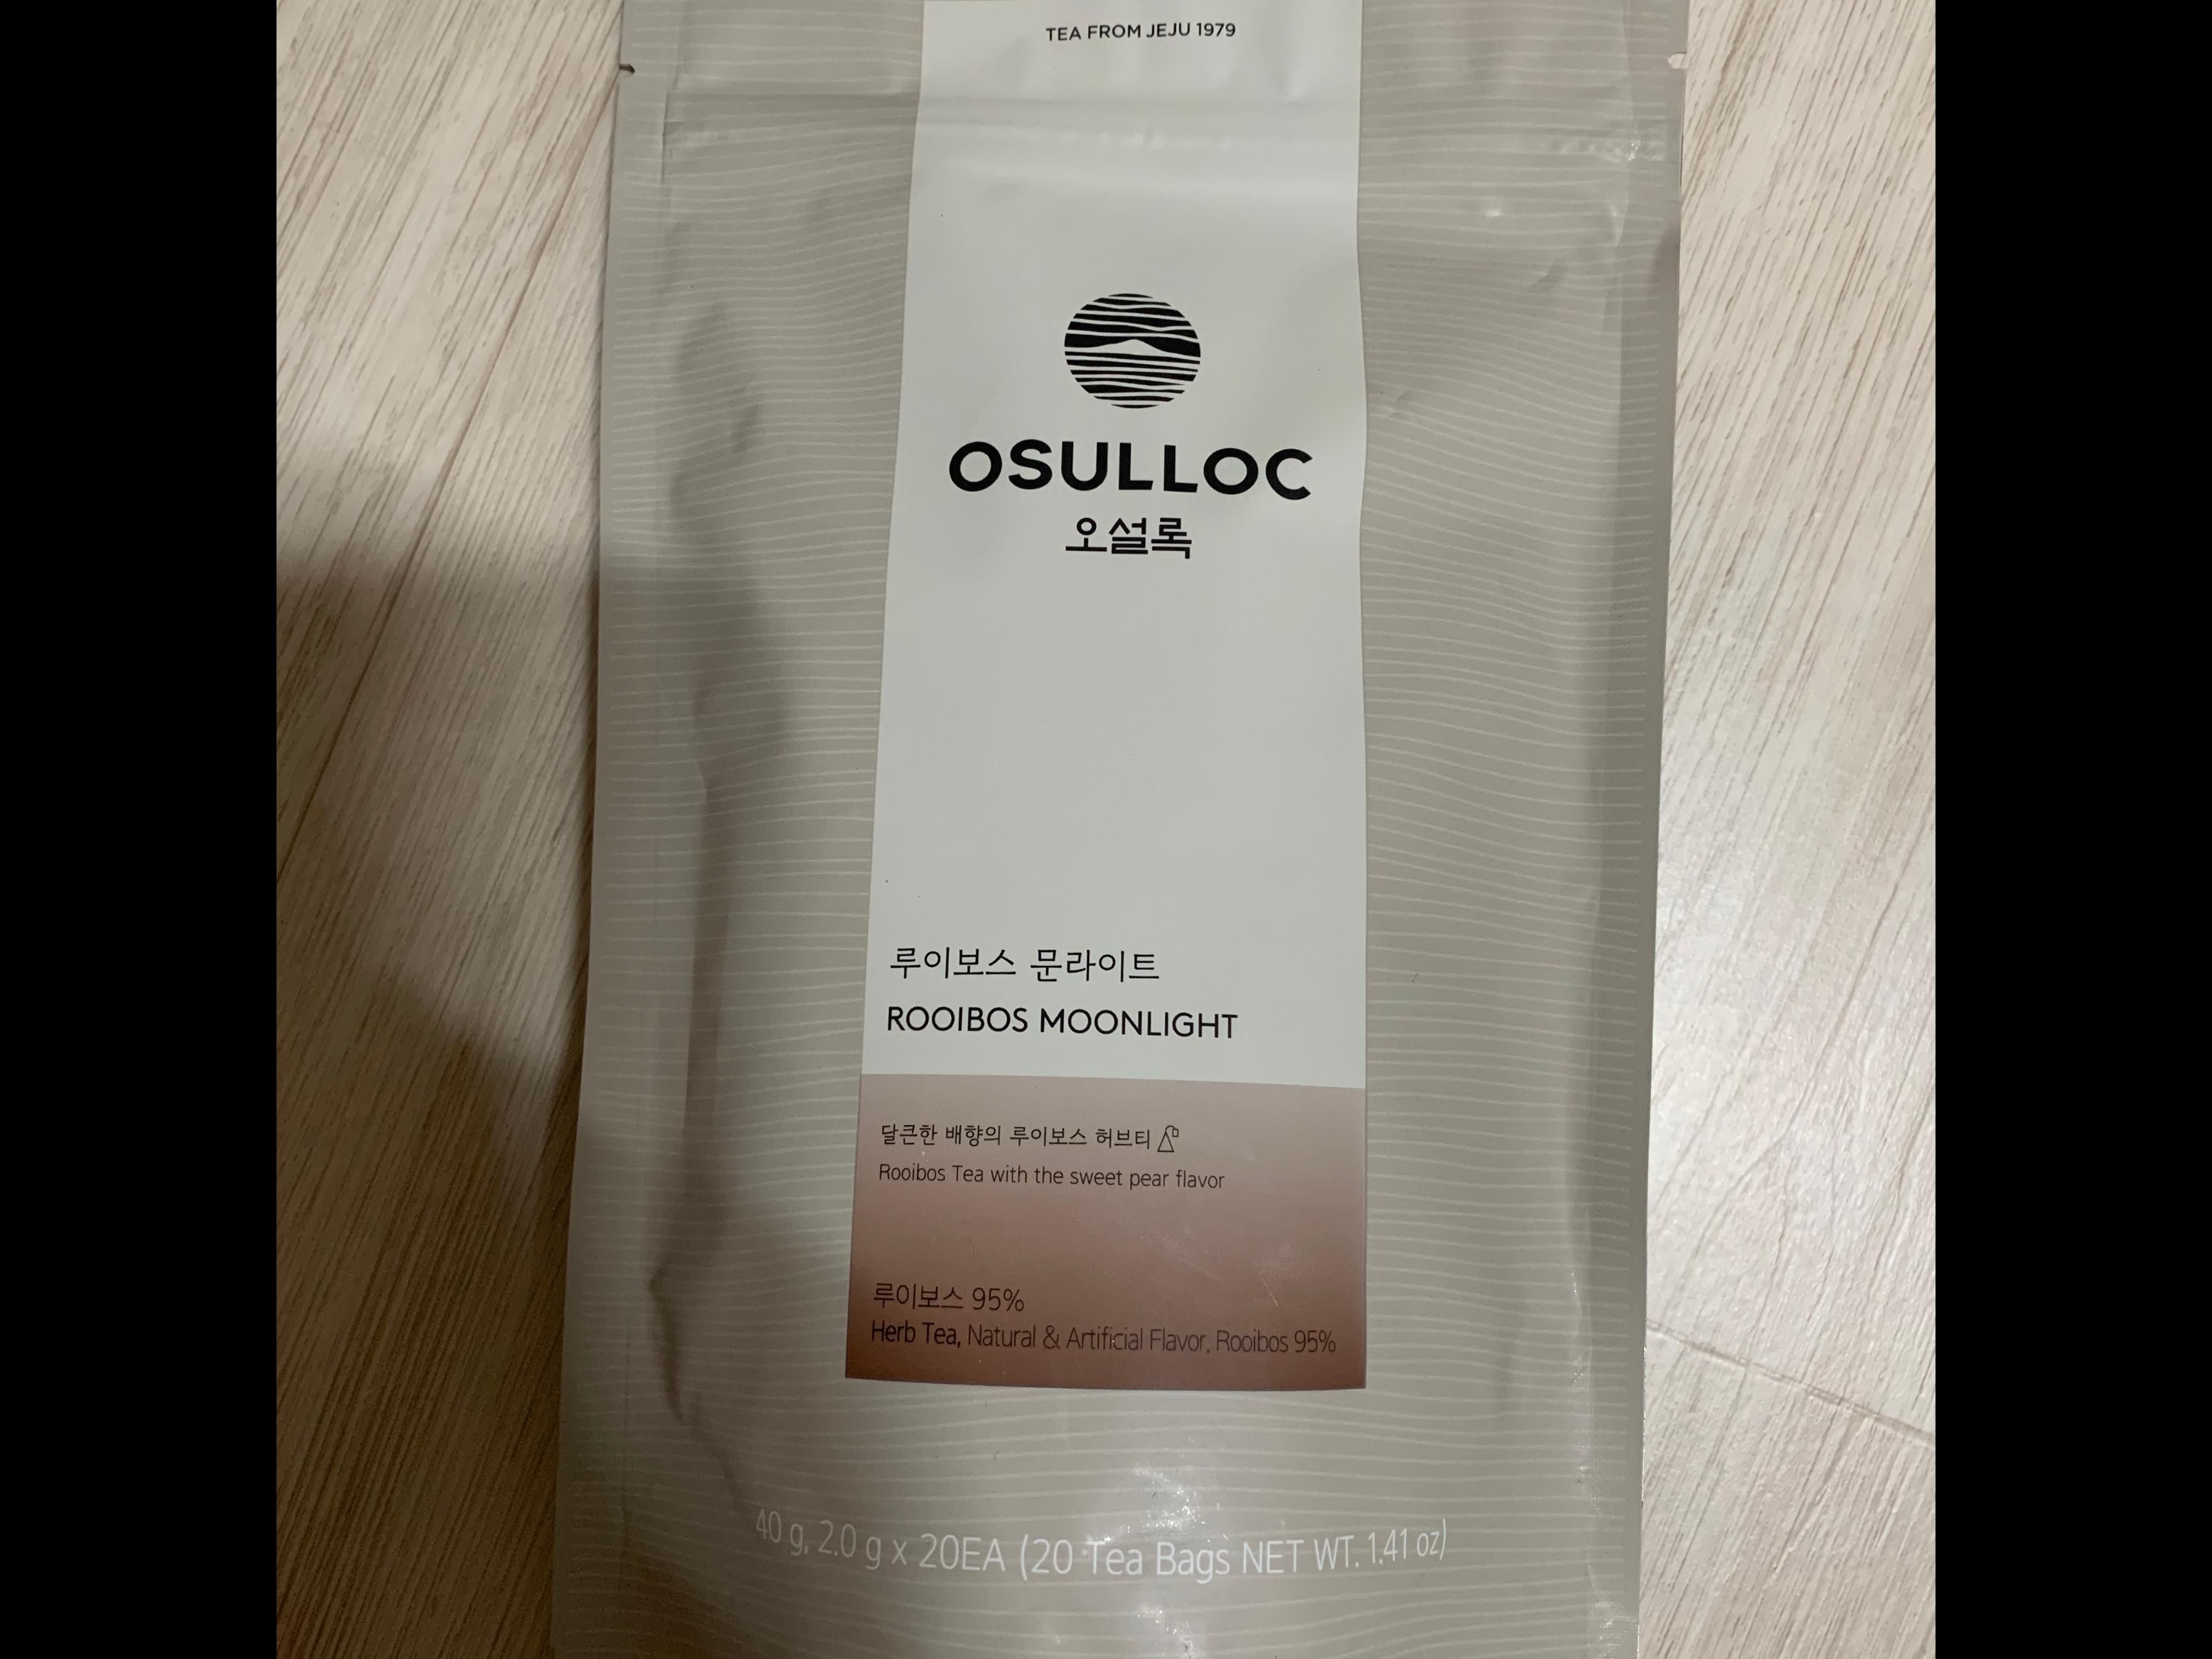 TEA FROM JEJU 1979
OSULLOC
오설록
루이보스 문라이트
ROOIBOS MOONLIGHT
달큰한 배향의 루이보스 허브티
Rooibos Tea with the sweet pear flavor
루이보스 95%
Herb Tea, Natural & Artificial Flavor, Rooibos 95%
40 g, 2.0 g x 20EA (20 Tea Bags NET WT. 1.41 oz)